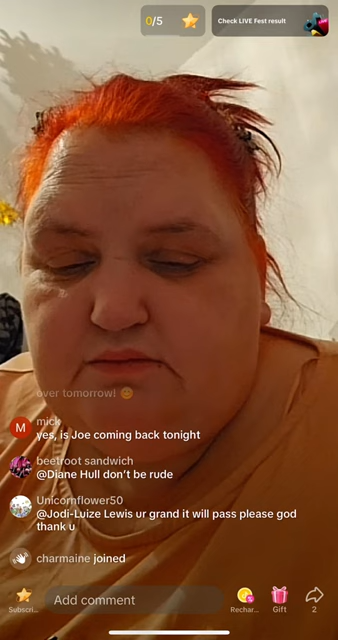 0/5
Check LIVE Fest result
over tomorrow! 
mick
yes, is Joe coming back tonight
beetroot sandwich
@Diane Hull don't be rude
Unicornflower50
@Jodi-Luize Lewis ur grand it will pass please god
thank u
charmaine joined
Add comment
Subscri...
Rechar...
Gift
2
M